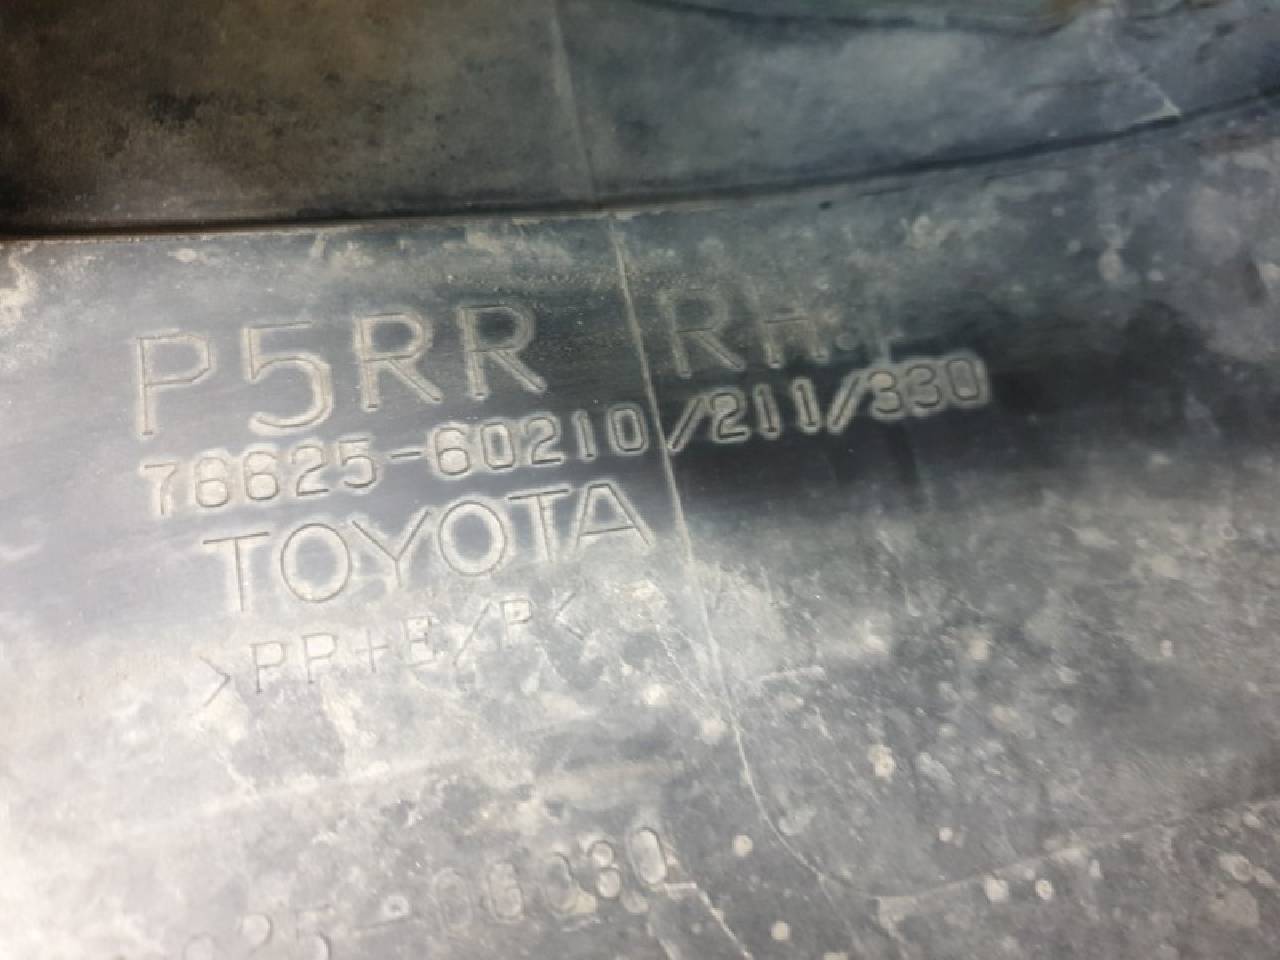 P5RR RH.
76625-60210/211/330
TOYOTA
>PP+E/P<